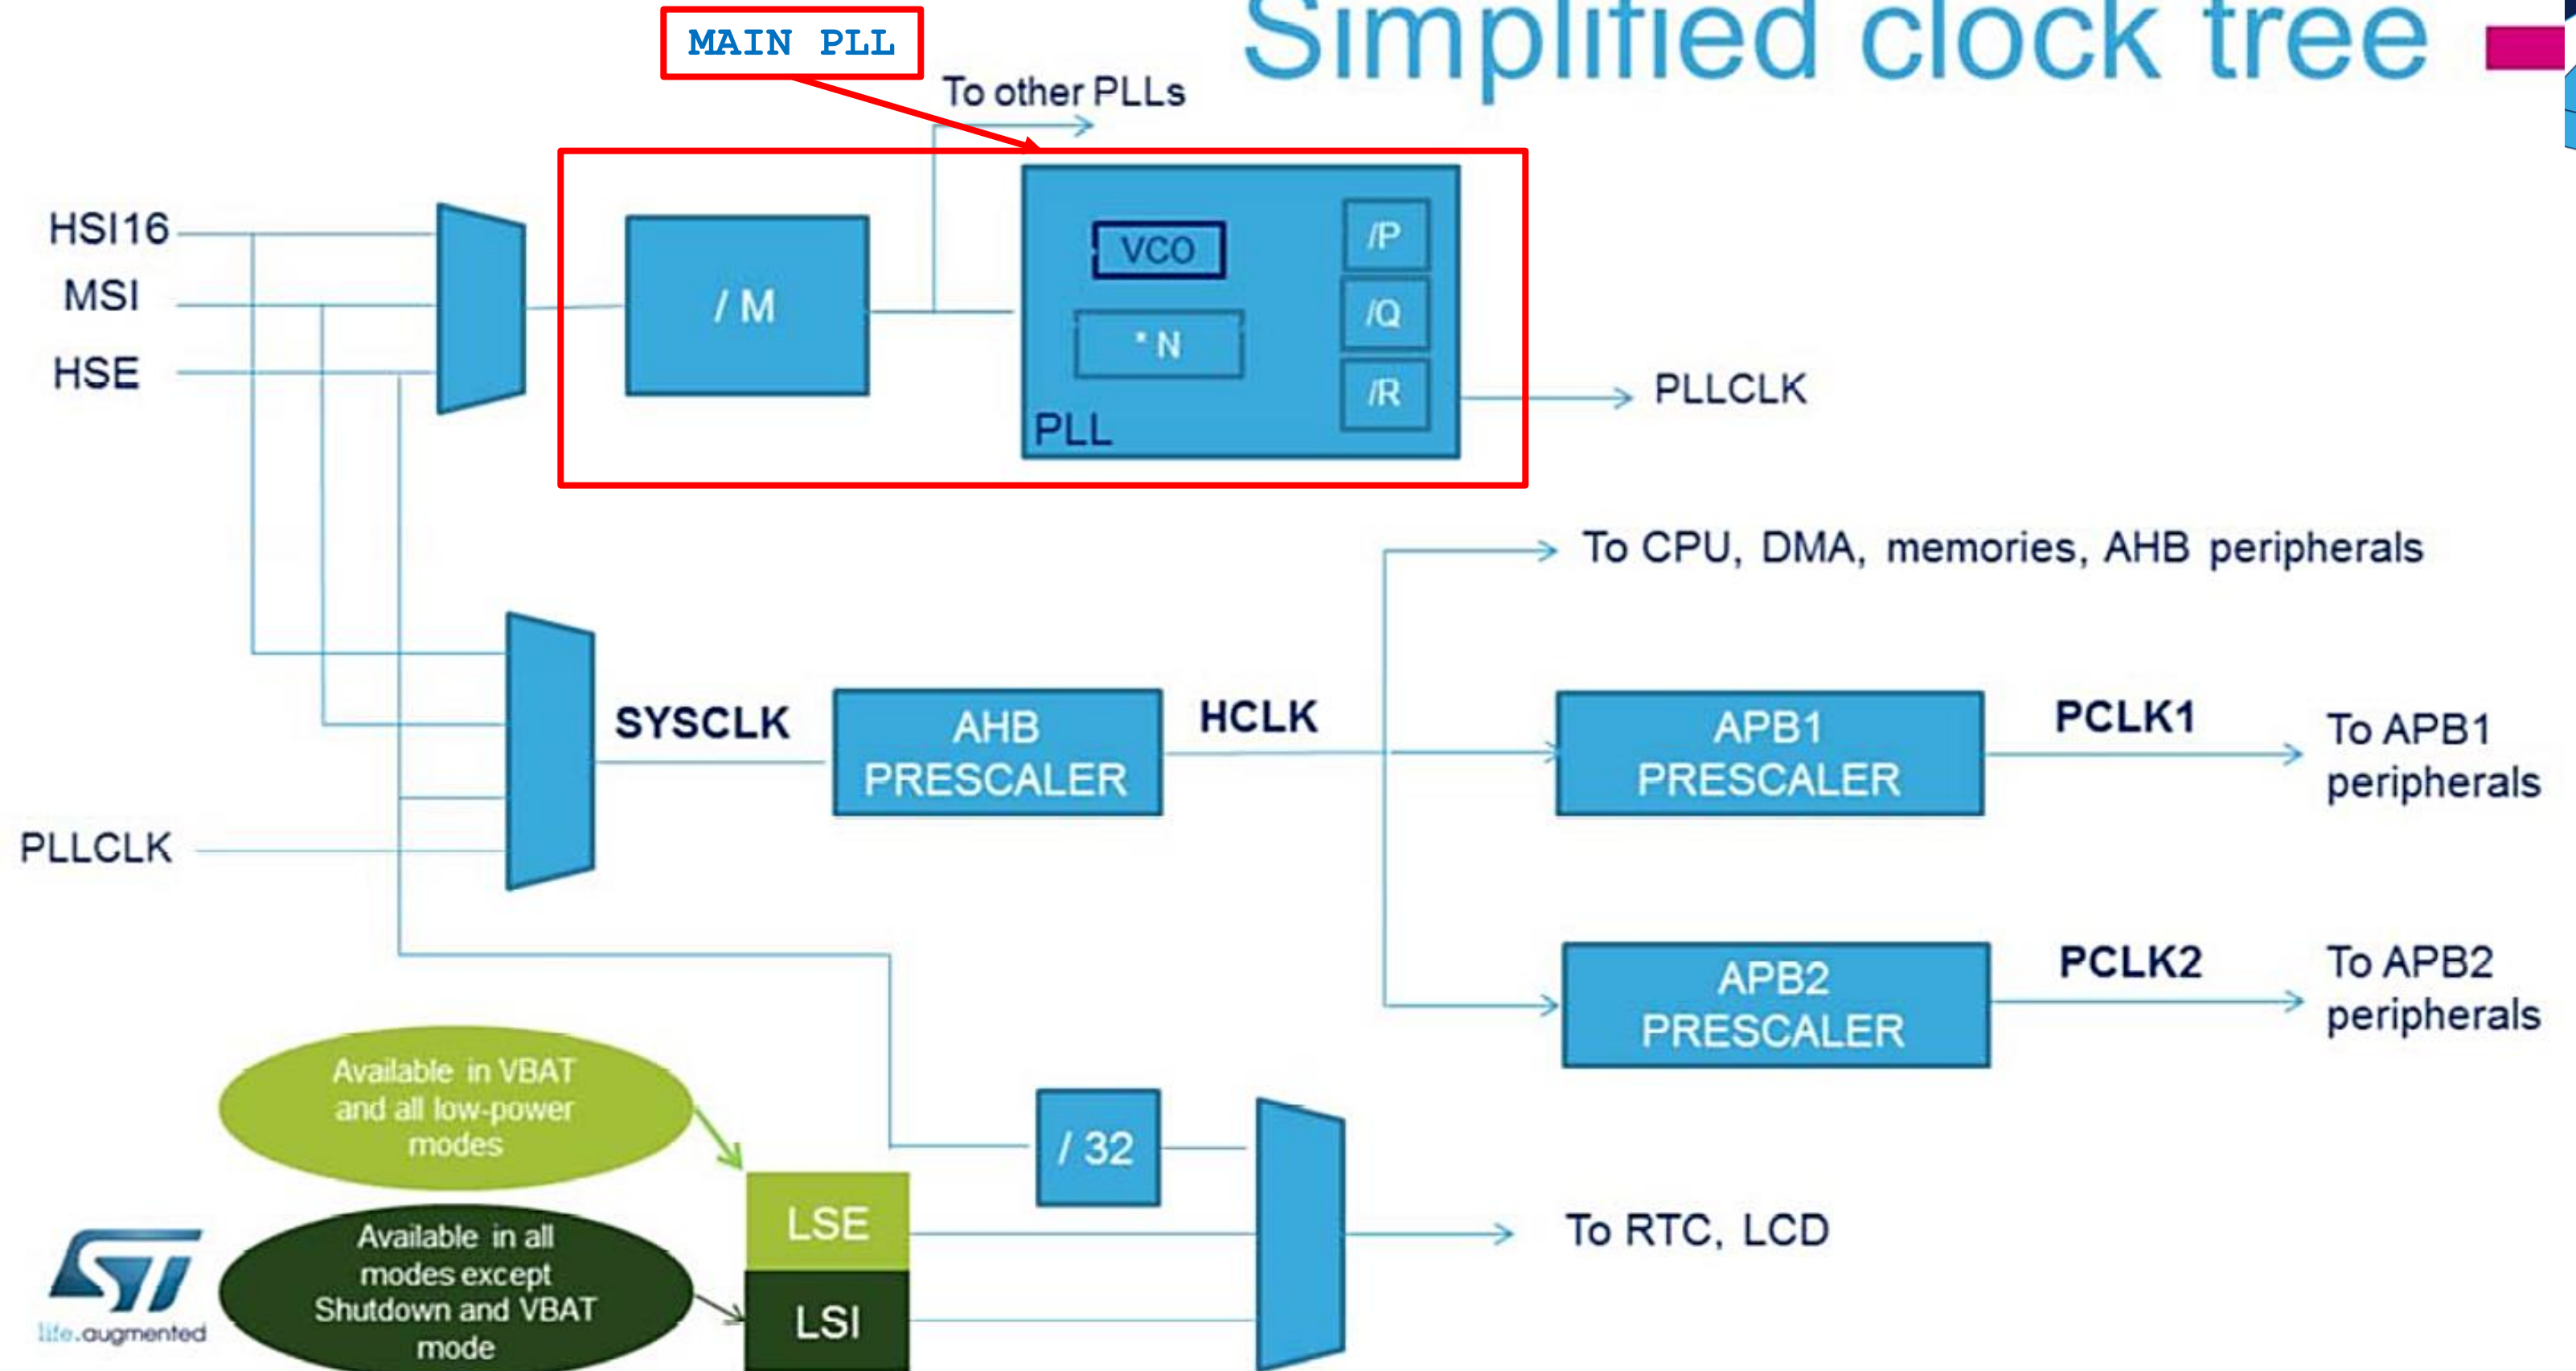 Simplified clock tree
MAIN PLL
To other PLLs
HSI16
MSI
HSE
/ M
VCO
* N
/P
/Q
/R
PLL
PLLCLK
To CPU, DMA, memories, AHB peripherals
SYSCLK
AHB
PRESCALER
HCLK
APB1
PRESCALER
PCLK1
To APB1
peripherals
PLLCLK
APB2
PRESCALER
PCLK2
To APB2
peripherals
Available in VBAT
and all low-power
modes
/ 32
LSE
To RTC, LCD
Available in all
modes except
Shutdown and VBAT
mode
LSI
ST
life.augmented